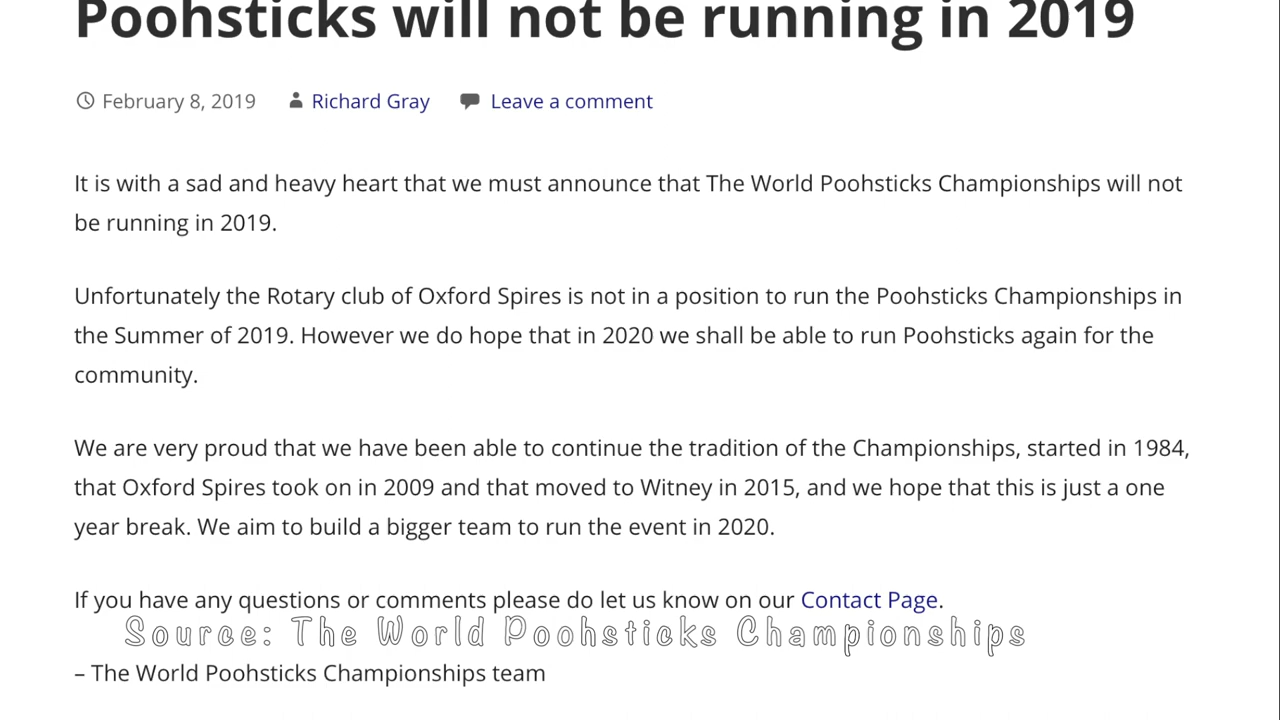 Poohsticks will not be running in 2019
February 8, 2019 Richard Gray Leave a comment
It is with a sad and heavy heart that we must announce that The World Poohsticks Championships will not
be running in 2019.
Unfortunately the Rotary club of Oxford Spires is not in a position to run the Poohsticks Championships in
the Summer of 2019. However we do hope that in 2020 we shall be able to run Poohsticks again for the
community.
We are very proud that we have been able to continue the tradition of the Championships, started in 1984,
that Oxford Spires took on in 2009 and that moved to Witney in 2015, and we hope that this is just a one
year break. We aim to build a bigger team to run the event in 2020.
If you have any questions or comments please do let us know on our Contact Page.
Source: The World Poohsticks Championships
– The World Poohsticks Championships team